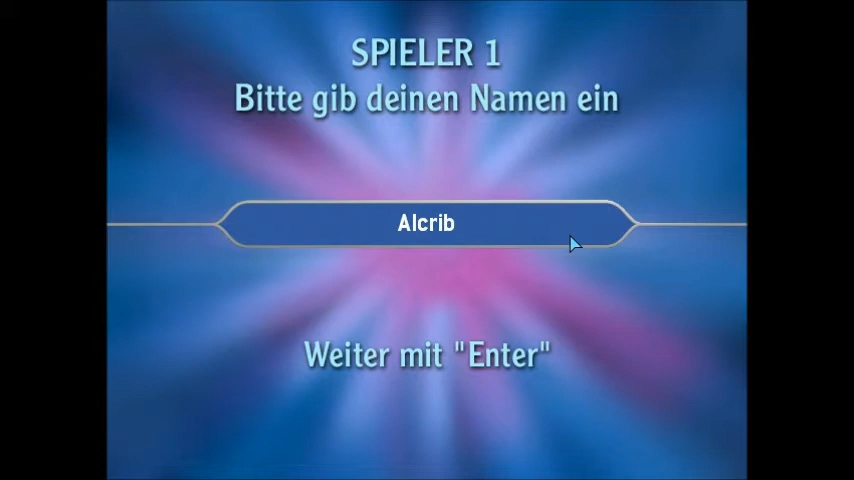 SPIELER 1
Bitte gib deinen Namen ein
Alcrib
Weiter mit "Enter"